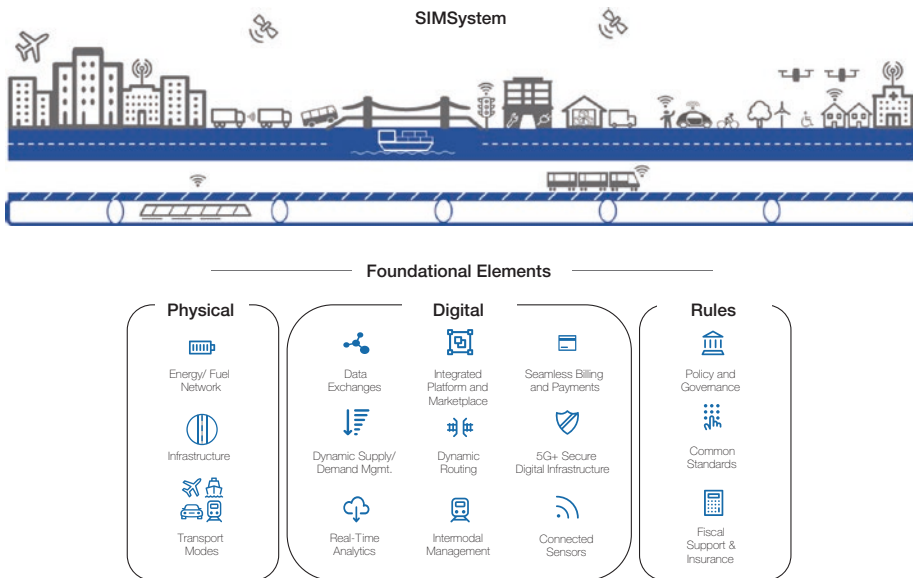 SIMSystem
Foundational Elements
Physical
Energy/ Fuel
Network
Infrastructure
Transport
Modes
Digital
Data
Exchanges
Integrated
Platform and
Marketplace
Seamless Billing
and Payments
Dynamic Supply/
Demand Mgmt.
Dynamic
Routing
5G+ Secure
Digital Infrastructure
Real-Time
Analytics
Intermodal
Management
Connected
Sensors
Rules
Policy and
Governance
Common
Standards
Fiscal
Support &
Insurance